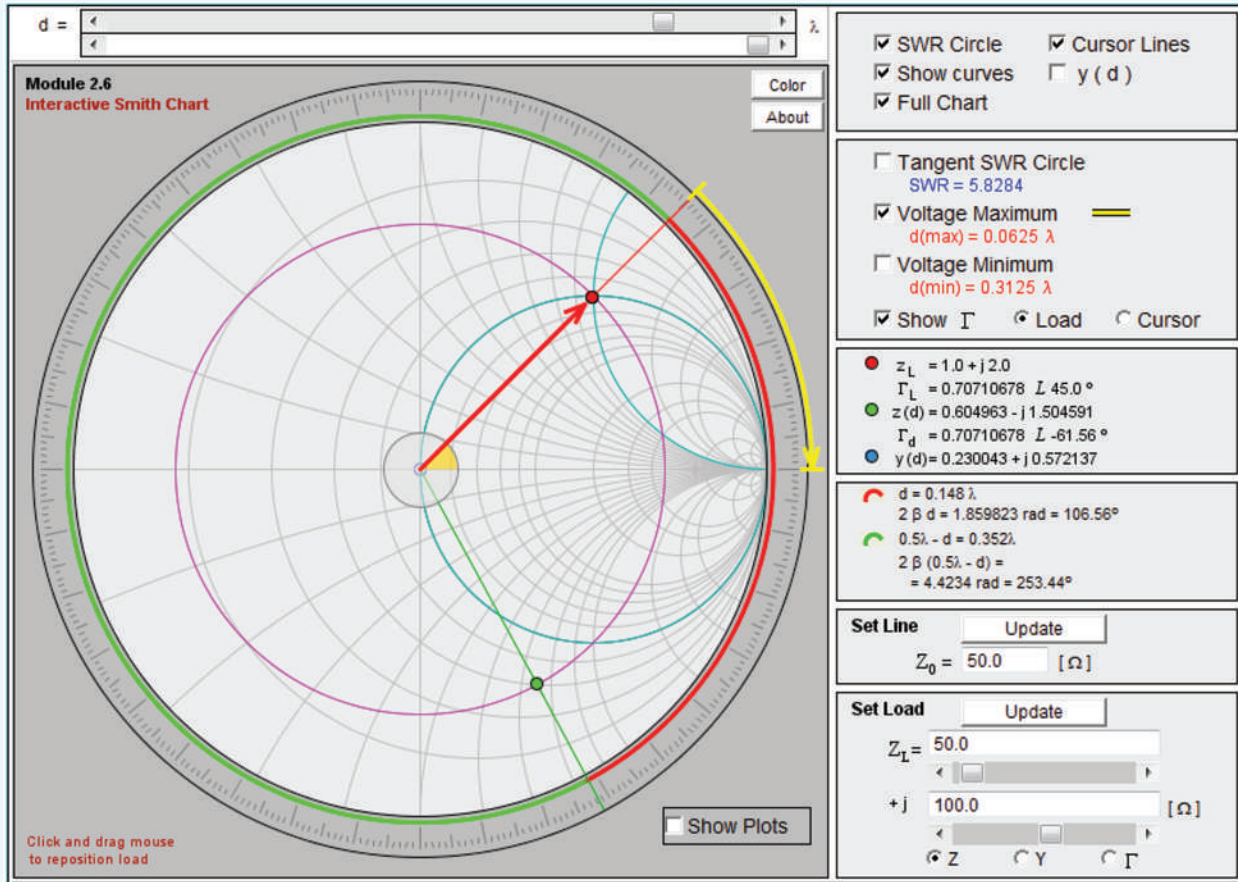 d = λ
Module 2.6
Interactive Smith Chart
Color
About
Click and drag mouse
to reposition load
Show Plots
SWR Circle Cursor Lines
Show curves y ( d )
Full Chart
Tangent SWR Circle
SWR = 5.8284
Voltage Maximum
d(max) = 0.0625 λ
Voltage Minimum
d(min) = 0.3125 λ
Show Γ Load Cursor
z_L = 1.0 + j 2.0
Γ_L = 0.70710678 ∠ 45.0 º
z (d) = 0.604963 - j 1.504591
Γ_d = 0.70710678 ∠ -61.56 º
y (d) = 0.230043 + j 0.572137
d = 0.148 λ
2 β d = 1.859823 rad = 106.56º
0.5λ - d = 0.352λ
2 β (0.5λ - d) =
= 4.4234 rad = 253.44º
Set Line Update
Z_0 = 50.0 [ Ω ]
Set Load Update
Z_L = 50.0
+ j 100.0 [ Ω ]
Z Y Γ